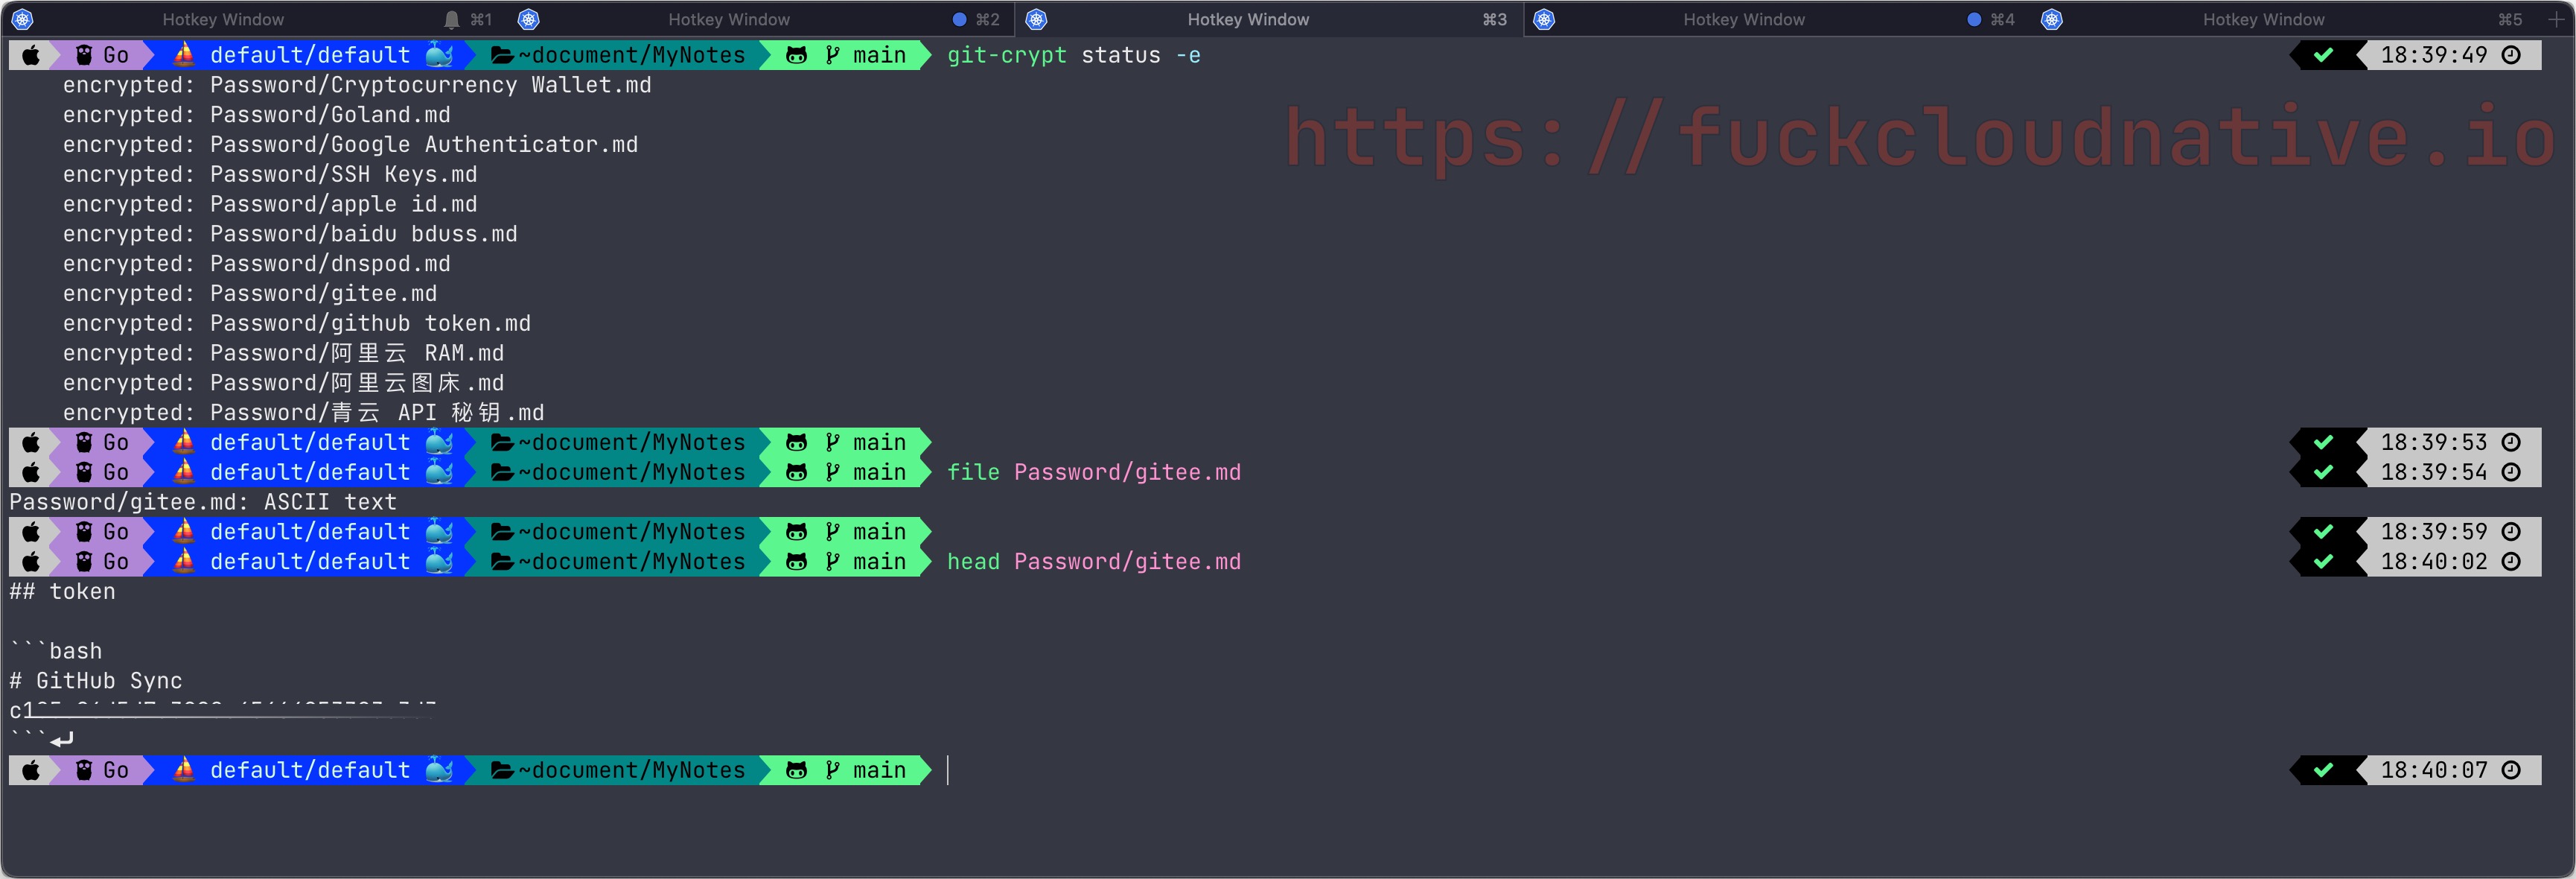 Hotkey Window ⌘1 Hotkey Window ⌘2 Hotkey Window ⌘3 Hotkey Window ⌘4 Hotkey Window ⌘5
Go default/default ~document/MyNotes main git-crypt status -e 18:39:49
encrypted: Password/Cryptocurrency Wallet.md
encrypted: Password/Goland.md
https://fuckcloudnative.io
encrypted: Password/Google Authenticator.md
encrypted: Password/SSH Keys.md
encrypted: Password/apple id.md
encrypted: Password/baidu bduss.md
encrypted: Password/dnspod.md
encrypted: Password/gitee.md
encrypted: Password/github token.md
encrypted: Password/阿里云 RAM.md
encrypted: Password/阿里云图床.md
encrypted: Password/青云 API 秘钥.md
Go default/default ~document/MyNotes main 18:39:53
Go default/default ~document/MyNotes main file Password/gitee.md 18:39:54
Password/gitee.md: ASCII text
Go default/default ~document/MyNotes main 18:39:59
Go default/default ~document/MyNotes main head Password/gitee.md 18:40:02
## token
```bash
# GitHub Sync
```
Go default/default ~document/MyNotes main 18:40:07